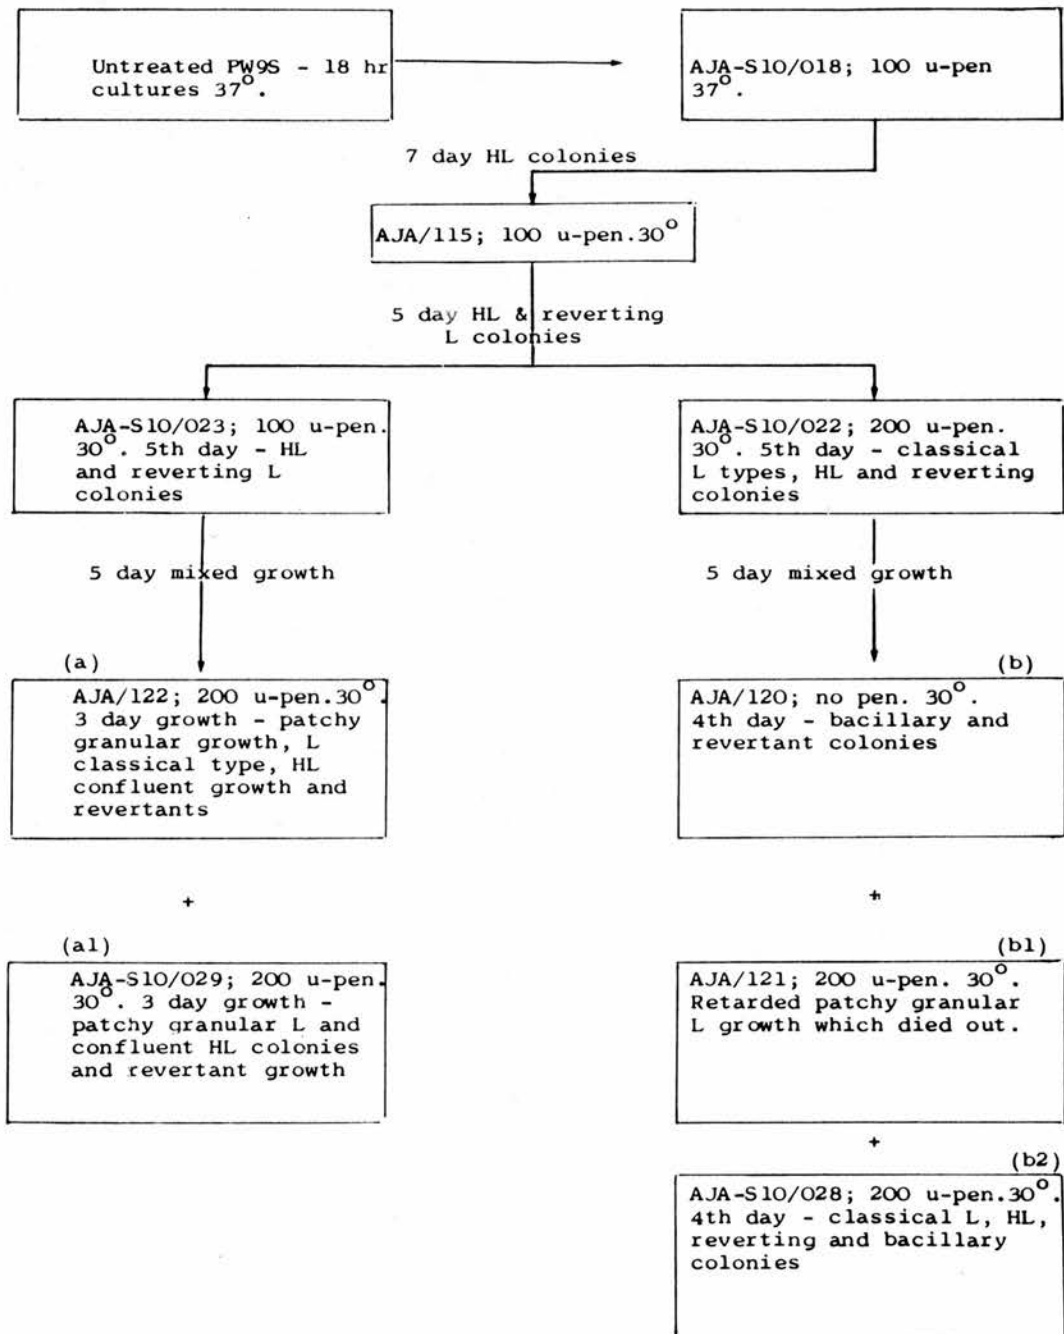 Untreated PW9S - 18 hr
cultures 37°.
AJA-S10/018; 100 u-pen
37°.
7 day HL colonies
AJA/115; 100 u-pen.30°
5 day HL & reverting
L colonies
AJA-S10/023; 100 u-pen.
30°. 5th day - HL
and reverting L
colonies
AJA-S10/022; 200 u-pen.
30°. 5th day - classical
L types, HL and reverting
colonies
5 day mixed growth
5 day mixed growth
(a)
AJA/122; 200 u-pen.30°.
3 day growth - patchy
granular growth, L
classical type, HL
confluent growth and
revertants
(b)
AJA/120; no pen. 30°.
4th day - bacillary and
revertant colonies
+
+
(a1)
AJA-S10/029; 200 u-pen.
30°. 3 day growth -
patchy granular L and
confluent HL colonies
and revertant growth
(b1)
AJA/121; 200 u-pen. 30°.
Retarded patchy granular
L growth which died out.
+
(b2)
AJA-S10/028; 200 u-pen.30°.
4th day - classical L, HL,
reverting and bacillary
colonies